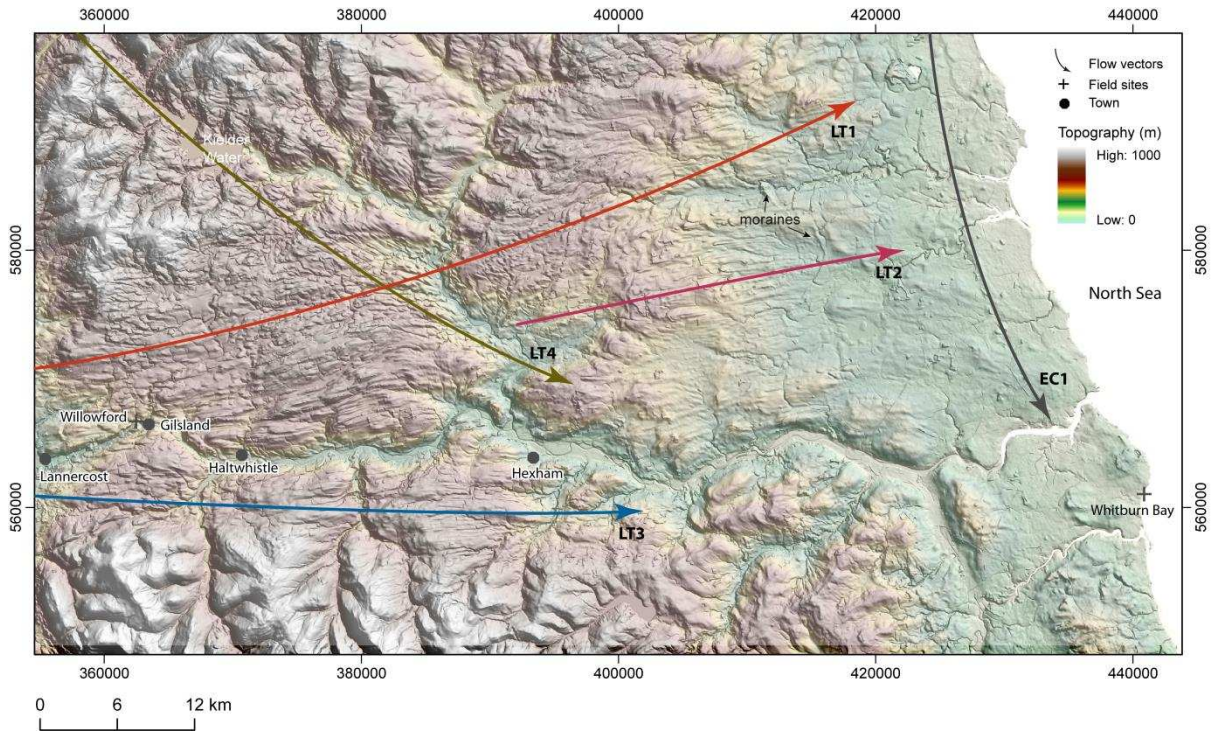 360000
380000
400000
420000
440000
Flow vectors
Field sites
Town
Topography (m)
High: 1000
Low: 0
LT1
Kielder
Water
moraines
580000
580000
LT2
North Sea
LT4
EC1
Willowford
Gilsland
Lannercost
Haltwhistle
Hexham
560000
560000
Whitburn Bay
LT3
360000
380000
400000
420000
440000
0
6
12 km